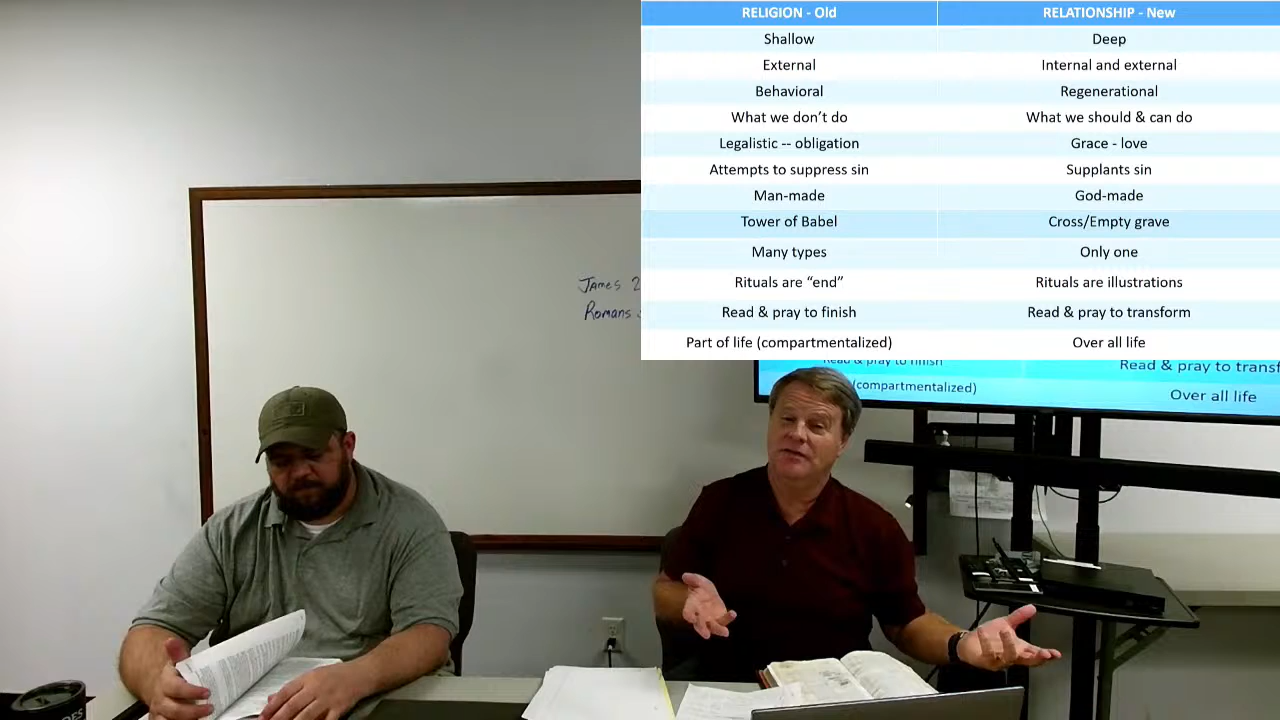 RELIGION - Old RELATIONSHIP - New
Shallow Deep
External Internal and external
Behavioral Regenerational
What we don’t do What we should & can do
Legalistic -- obligation Grace - love
Attempts to suppress sin Supplants sin
Man-made God-made
Tower of Babel Cross/Empty grave
Many types Only one
Rituals are “end” Rituals are illustrations
Read & pray to finish Read & pray to transform
Part of life (compartmentalized) Over all life
James 2
Romans
Read & pray to finish Read & pray to transf
(compartmentalized) Over all life